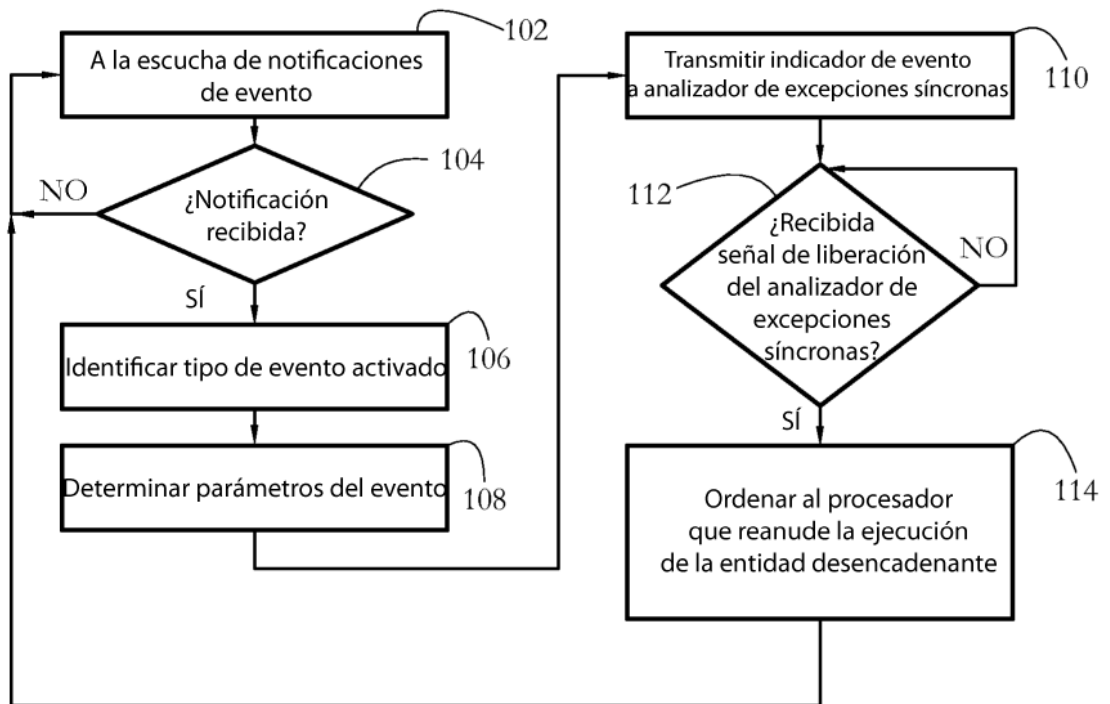 102
A la escucha de notificaciones
de evento
104
NO
¿Notificación
recibida?
SÍ
106
Identificar tipo de evento activado
Determinar parámetros del evento
108
110
Transmitir indicador de evento
a analizador de excepciones síncronas
112
¿Recibida
señal de liberación
del analizador de
excepciones
síncronas?
NO
SÍ
114
Ordenar al procesador
que reanude la ejecución
de la entidad desencadenante